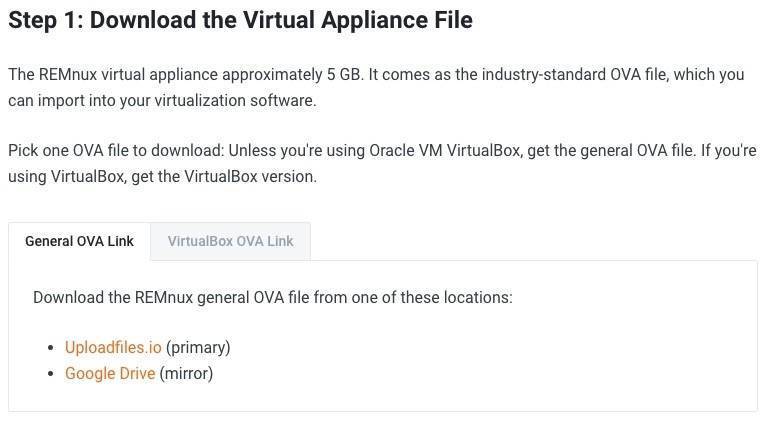 Step 1: Download the Virtual Appliance File
The REMnux virtual appliance approximately 5 GB. It comes as the industry-standard OVA file, which you
can import into your virtualization software.
Pick one OVA file to download: Unless you're using Oracle VM VirtualBox, get the general OVA file. If you're
using VirtualBox, get the VirtualBox version.
General OVA Link
VirtualBox OVA Link
Download the REMnux general OVA file from one of these locations:
• Uploadfiles.io (primary)
• Google Drive (mirror)